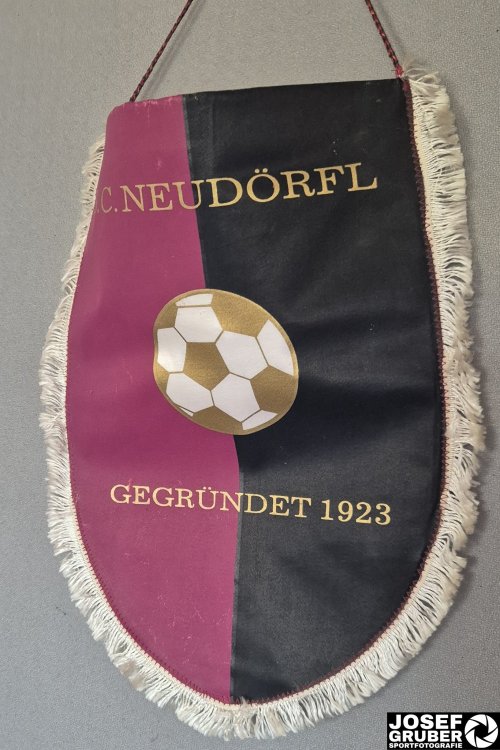 .C. NEUDÖRFL
GEGRÜNDET 1923
JOSEF
GRUBER
SPORTFOTOGRAFIE